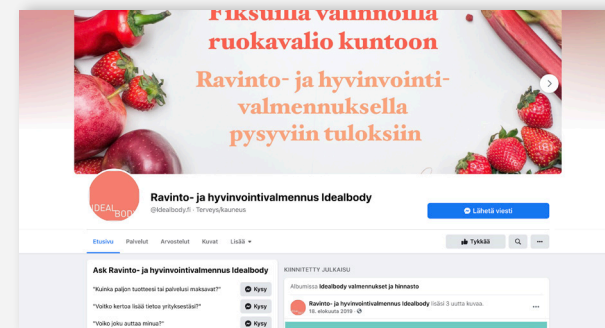 Fiksuilla valinnoilla
ruokavalio kuntoon
Ravinto- ja hyvinvointi-
valmennuksella
pysyviin tuloksiin
IDEAL
BODY
Ravinto- ja hyvinvointivalmennus Idealbody
@idealbody.fi · Terveys/kauneus
Lähetä viesti
Etusivu Palvelut Arvostelut Kuvat Lisää
Tykkää
Ask Ravinto- ja hyvinvointivalmennus Idealbody
"Kuinka paljon tuotteesi tai palvelusi maksavat?" Kysy
"Voitko kertoa lisää tietoa yrityksestäsi?" Kysy
"Voiko joku auttaa minua?" Kysy
KIINNITETTY JULKAISU
Albumissa Idealbody valmennukset ja hinnasto
Ravinto- ja hyvinvointivalmennus Idealbody lisäsi 3 uutta kuvaa.
18. elokuuta 2019 ·